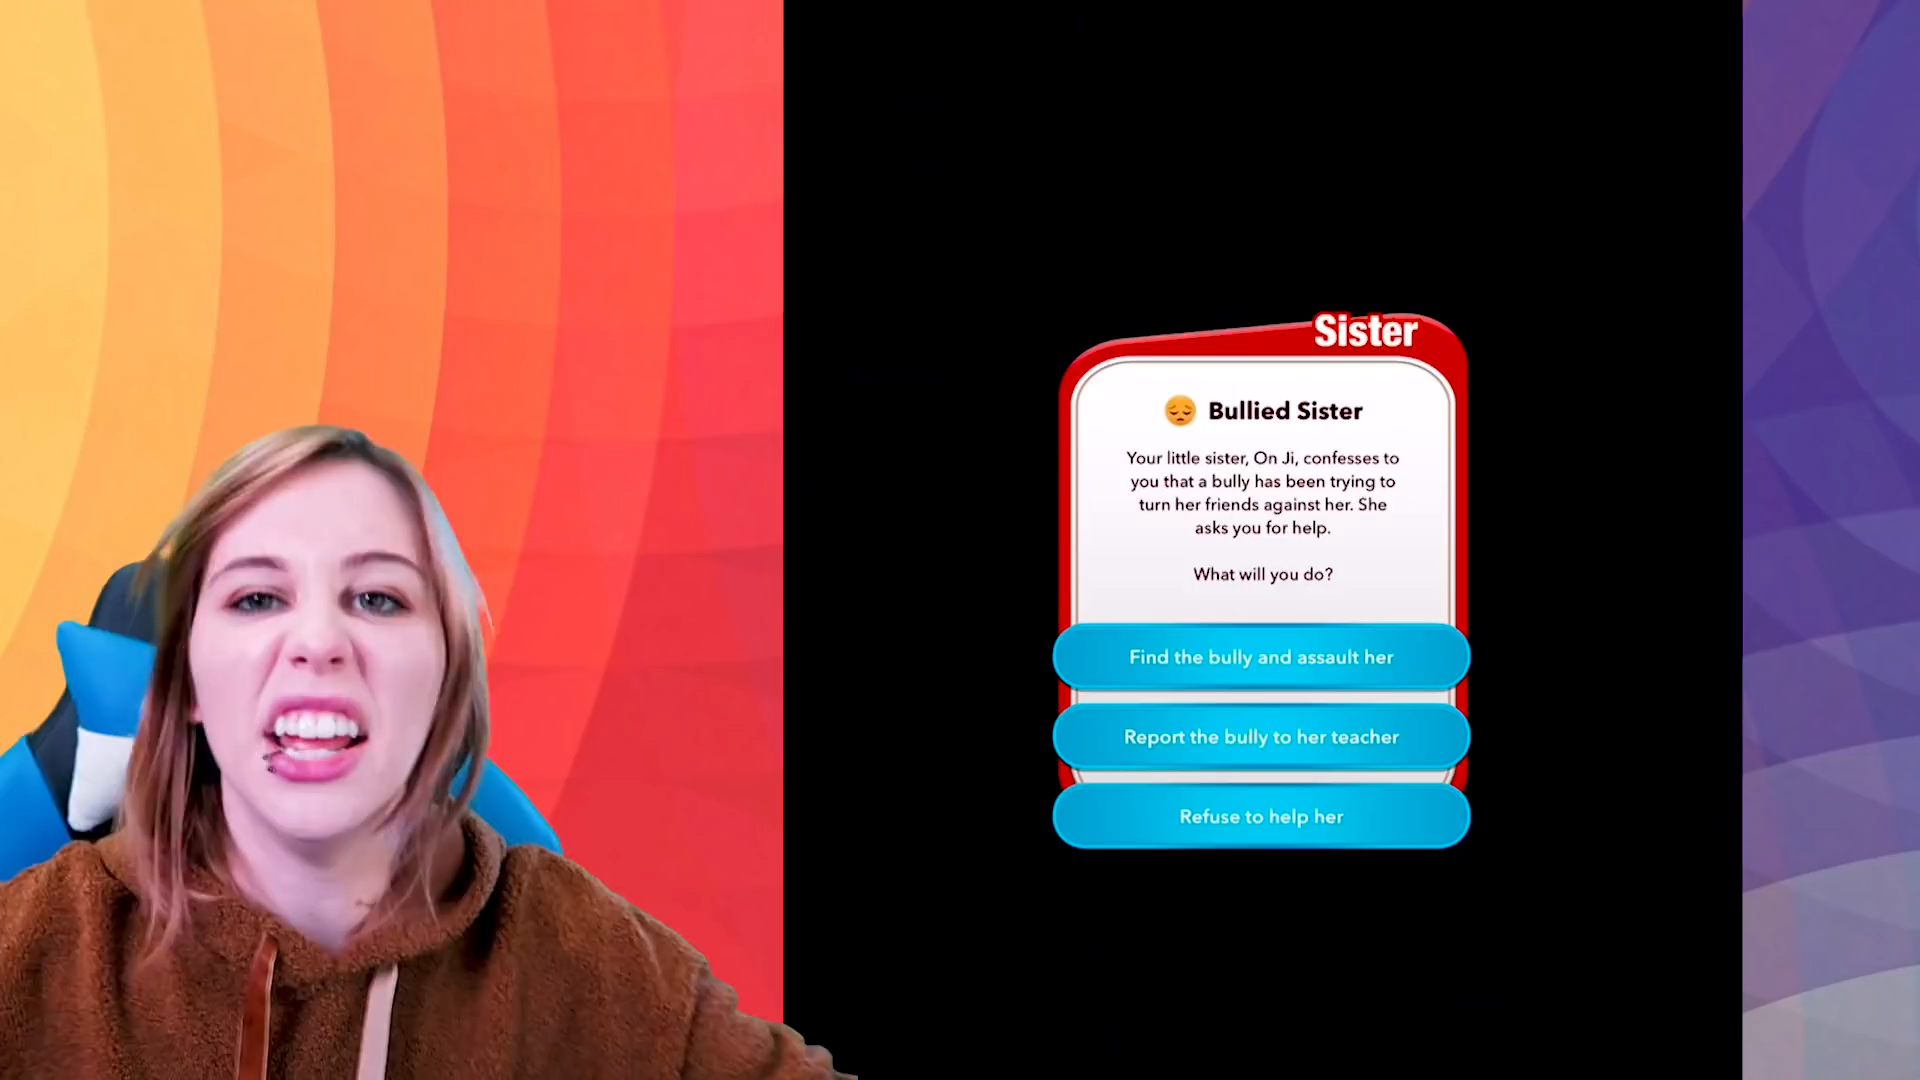 Sister
Bullied Sister
Your little sister, On Ji, confesses to
you that a bully has been trying to
turn her friends against her. She
asks you for help.
What will you do?
Find the bully and assault her
Report the bully to her teacher
Refuse to help her